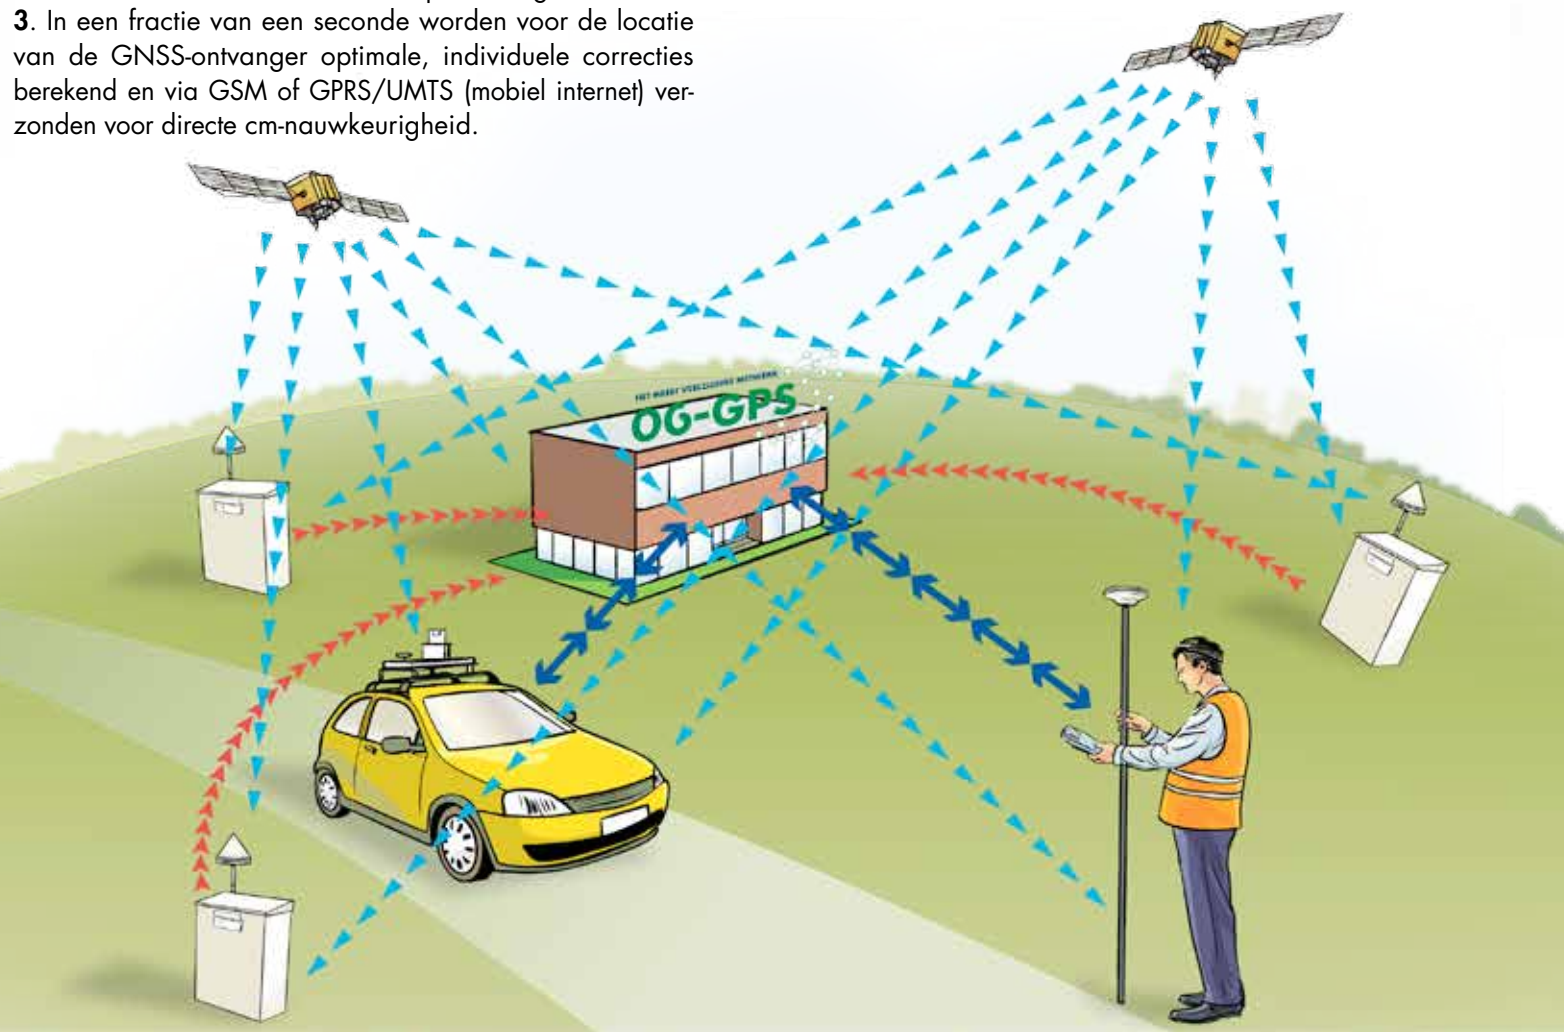 3. In een fractie van een seconde worden voor de locatie
van de GNSS-ontvanger optimale, individuele correcties
berekend en via GSM of GPRS/UMTS (mobiel internet) ver-
zonden voor directe cm-nauwkeurigheid.
OG-GPS